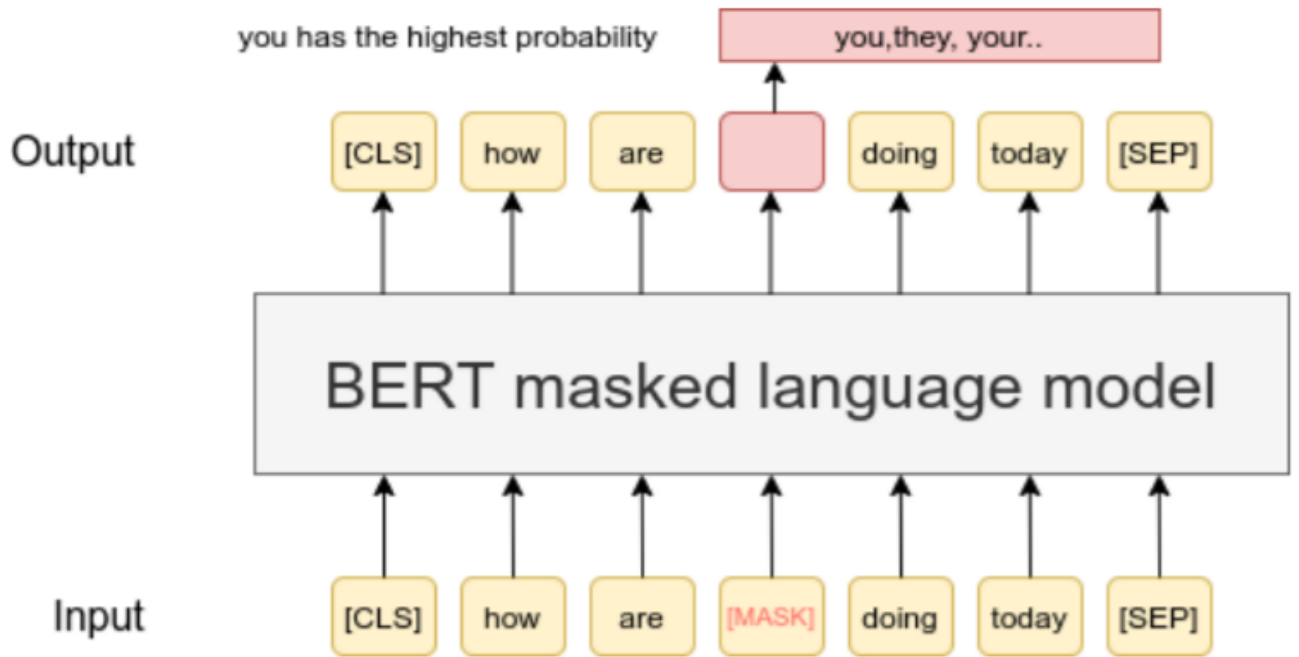 you has the highest probability you,they, your..
Output [CLS] how are doing today [SEP]
BERT masked language model
Input [CLS] how are [MASK] doing today [SEP]